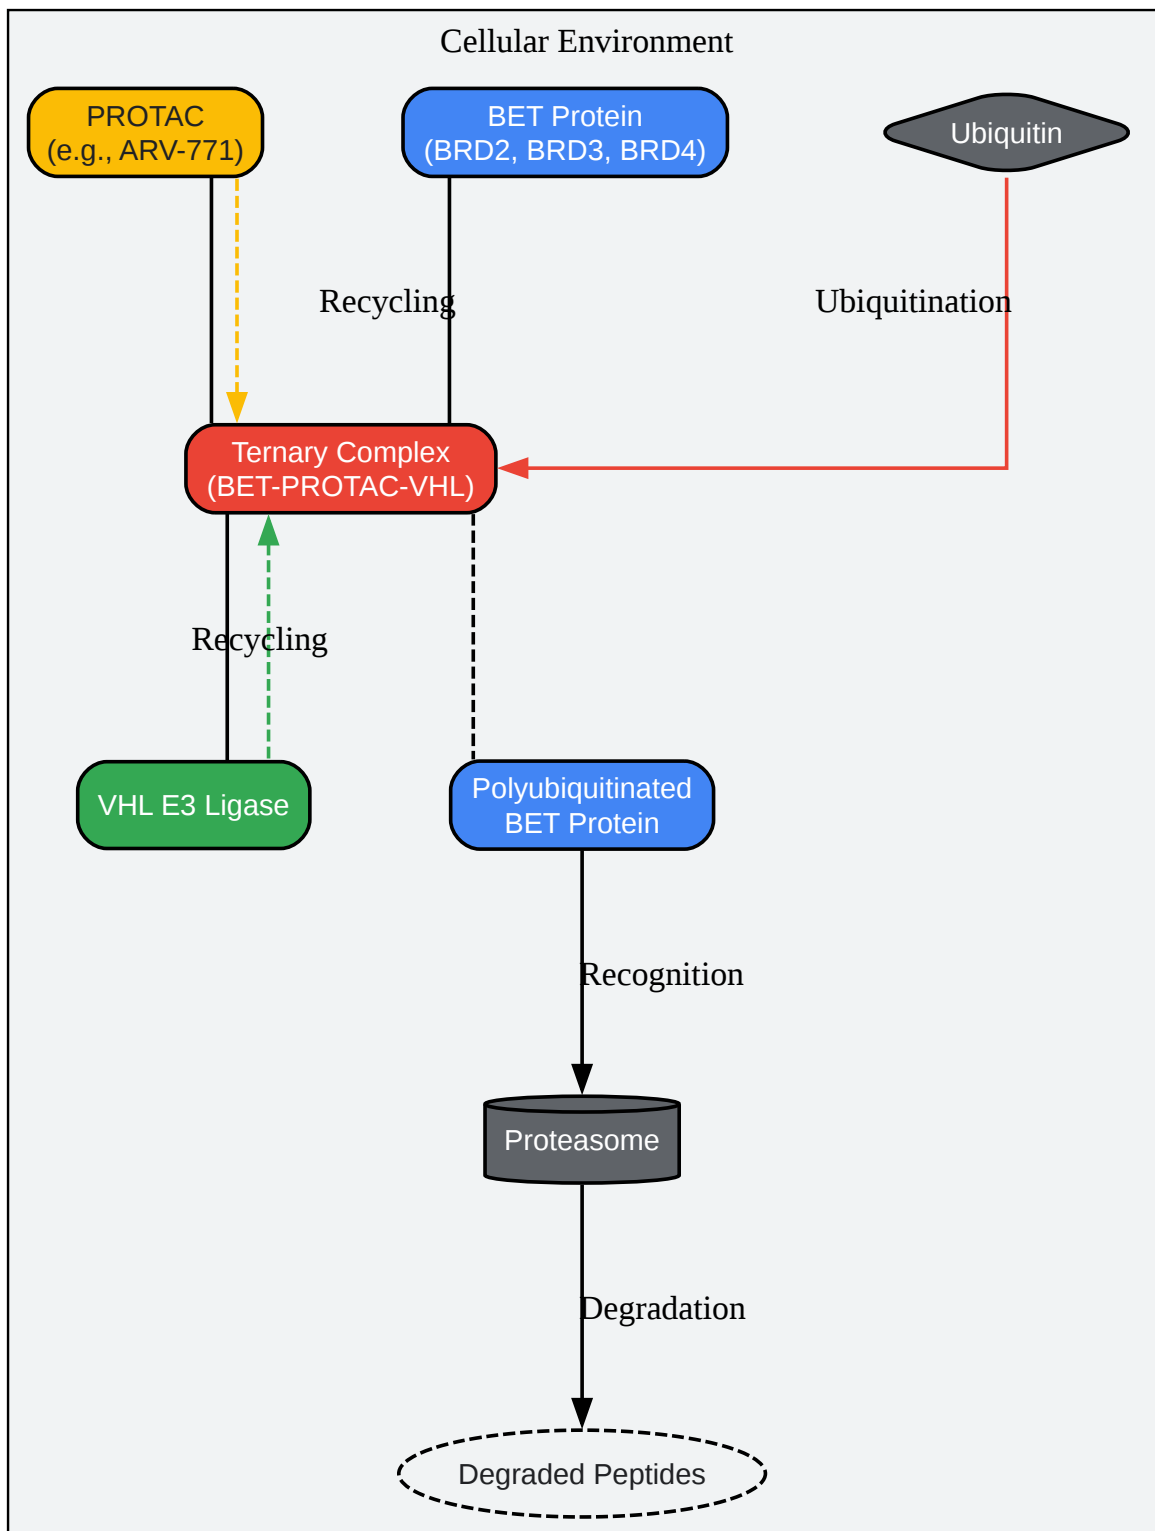 Cellular Environment
PROTAC
(e.g., ARV-771)
BET Protein
(BRD2, BRD3, BRD4)
Ubiquitin
Recycling
Ubiquitination
Ternary Complex
(BET-PROTAC-VHL)
Recycling
VHL E3 Ligase
Polyubiquitinated
BET Protein
Recognition
Proteasome
Degradation
Degraded Peptides